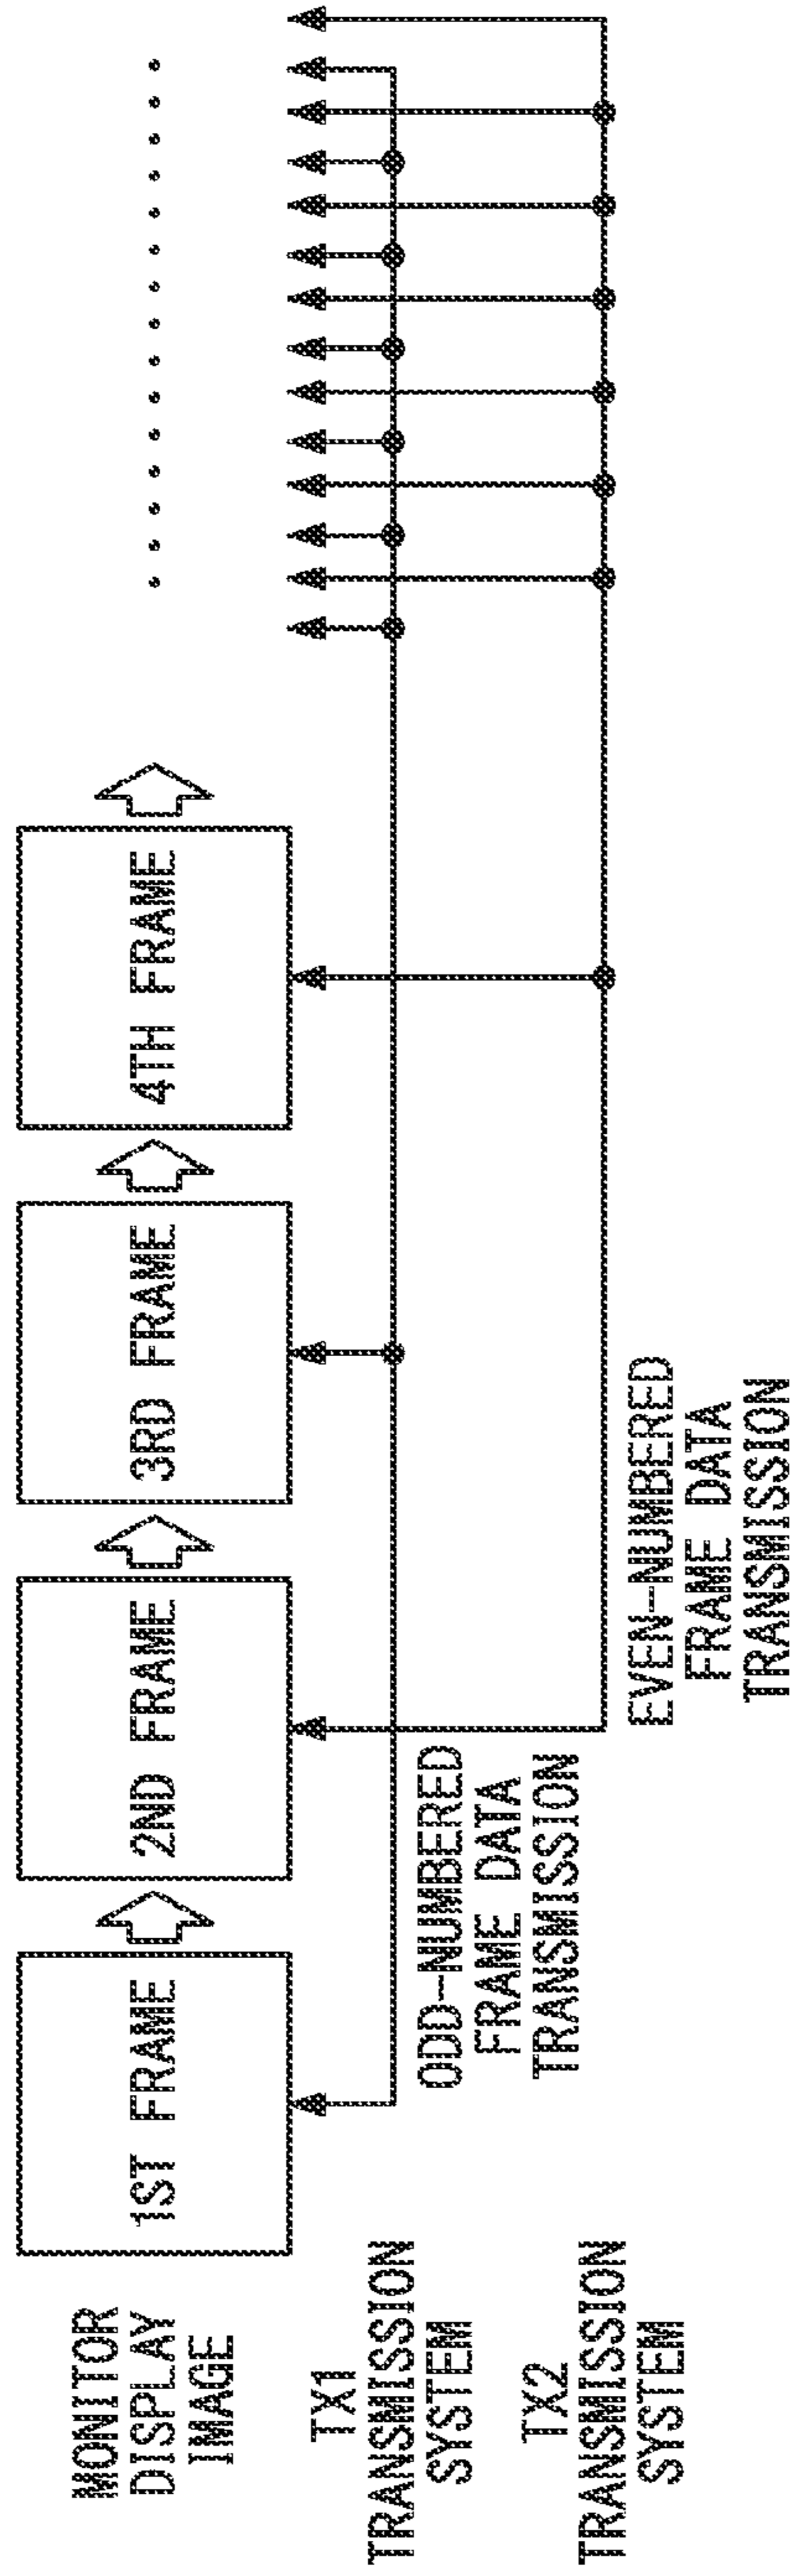 MONITOR
DISPLAY
IMAGE
1ST FRAME
2ND FRAME
3RD FRAME
4TH FRAME
TX1
TRANSMISSION
SYSTEM
ODD-NUMBERED
FRAME DATA
TRANSMISSION
TX2
TRANSMISSION
SYSTEM
EVEN-NUMBERED
FRAME DATA
TRANSMISSION